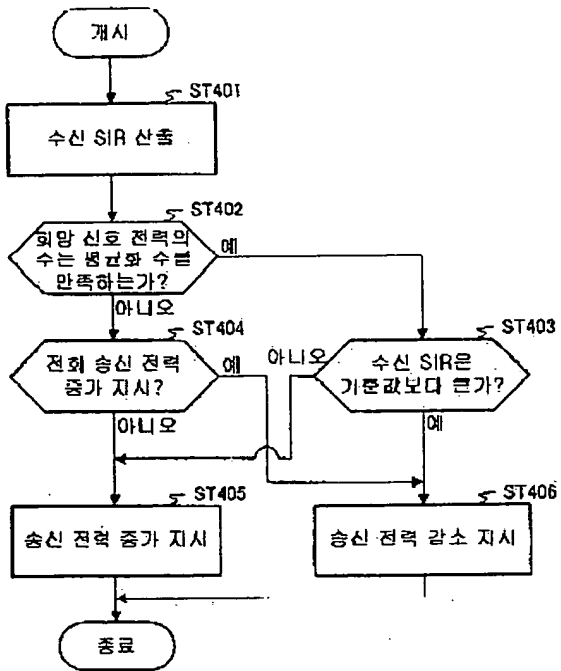 개시
ST401
수신 SIR 산출
ST402
희망 신호 전력의
수는 평균화 수를
만족하는가?
예
아니오
ST404
전회 송신 전력
증가 지시?
예
아니오
ST403
아니오
수신 SIR은
기준값보다 큰가?
예
ST405
송신 전력 증가 지시
ST406
송신 전력 감소 지시
종료